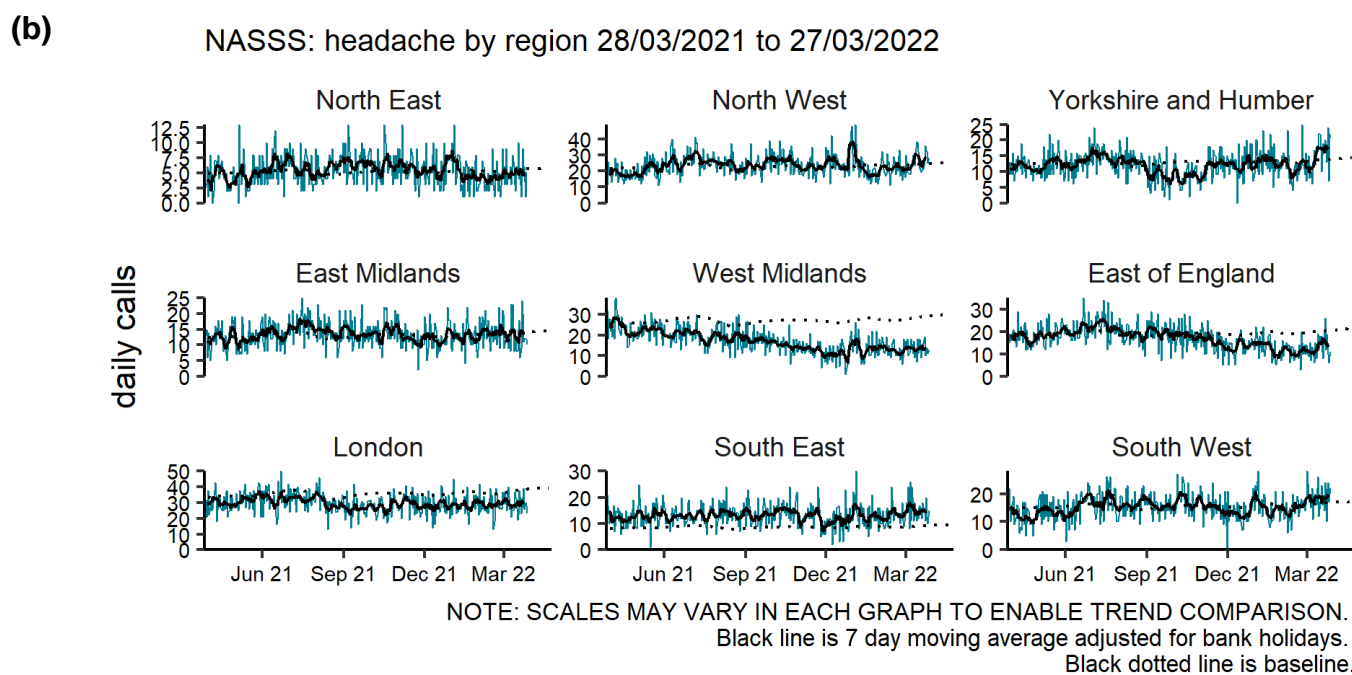 (b)
NASSS: headache by region 28/03/2021 to 27/03/2022
daily calls
North East
12.5
10.0
7.5
5.0
2.5
0.0
North West
40
30
20
10
0
Yorkshire and Humber
25
20
15
10
5
0
East Midlands
25
20
15
10
5
0
West Midlands
30
20
10
0
East of England
30
20
10
0
London
50
40
30
20
10
0
Jun 21 Sep 21 Dec 21 Mar 22
South East
30
20
10
0
Jun 21 Sep 21 Dec 21 Mar 22
South West
20
10
0
Jun 21 Sep 21 Dec 21 Mar 22
NOTE: SCALES MAY VARY IN EACH GRAPH TO ENABLE TREND COMPARISON.
Black line is 7 day moving average adjusted for bank holidays.
Black dotted line is baseline.